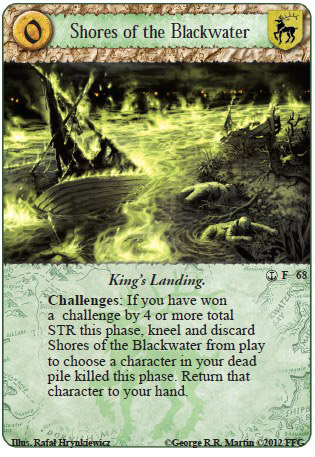 0
Shores of the Blackwater
F 68
King's Landing.
Challenges: If you have won
a challenge by 4 or more total
STR this phase, kneel and discard
Shores of the Blackwater from play
to choose a character in your dead
pile killed this phase. Return that
character to your hand.
Illus. Rafał Hrynkiewicz
©George R.R. Martin ©2012 FFG